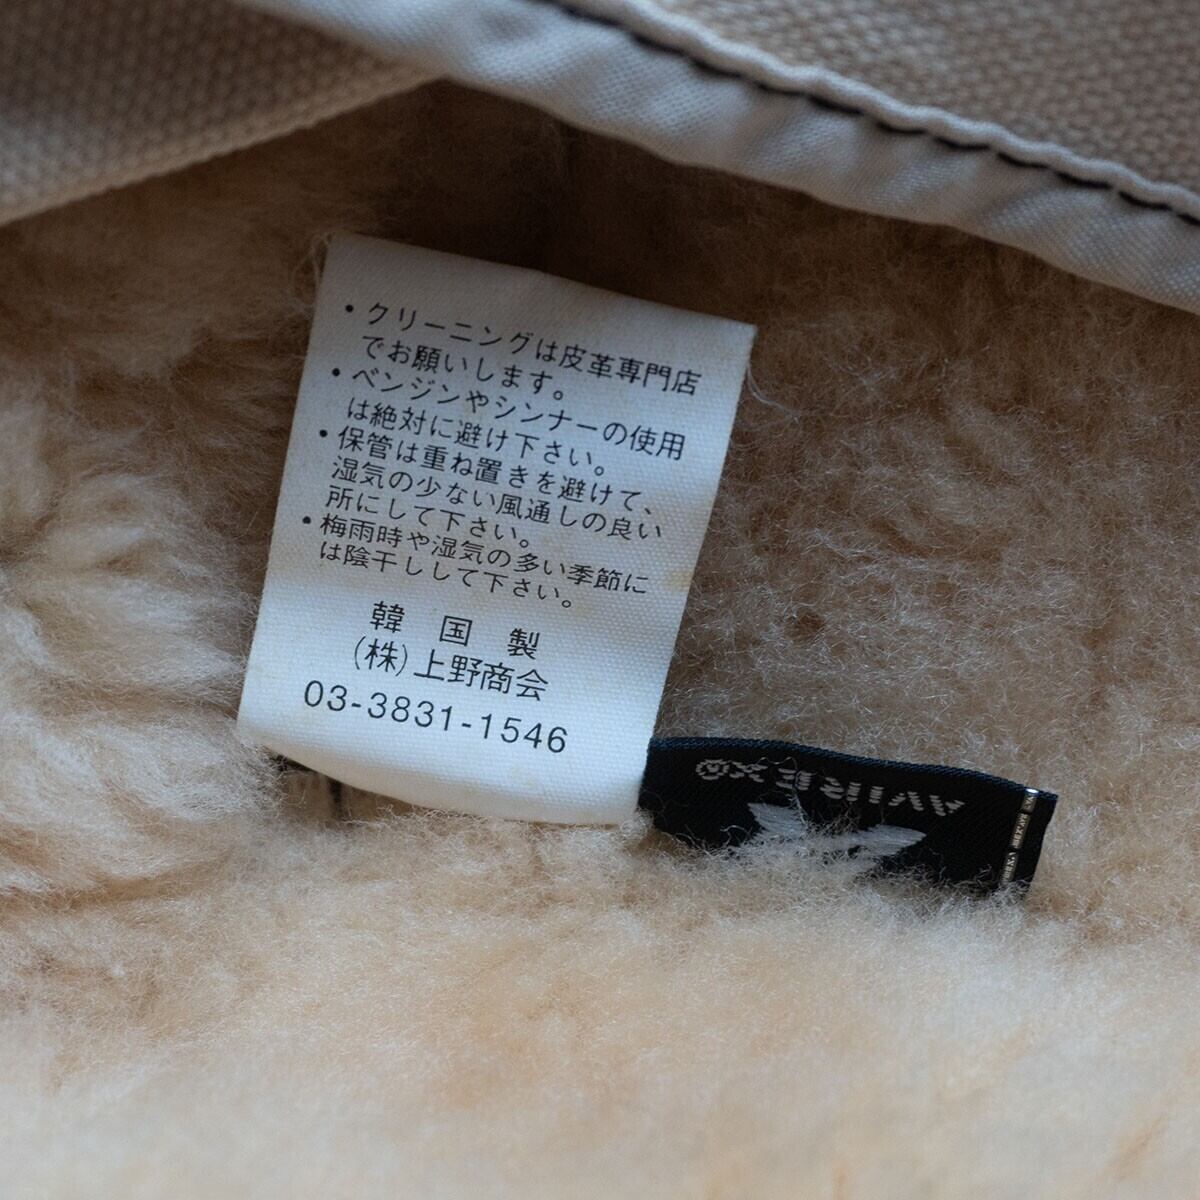 ・クリーニングは皮革専門店
でお願いします。
・ベンジンやシンナーの使用
は絶対に避け下さい。
・保管は重ね置きを避けて、
湿気の少ない風通しの良い
所にして下さい。
・梅雨時や湿気の多い季節に
は陰干しして下さい。
韓 国 製
(株)上野商会
03-3831-1546